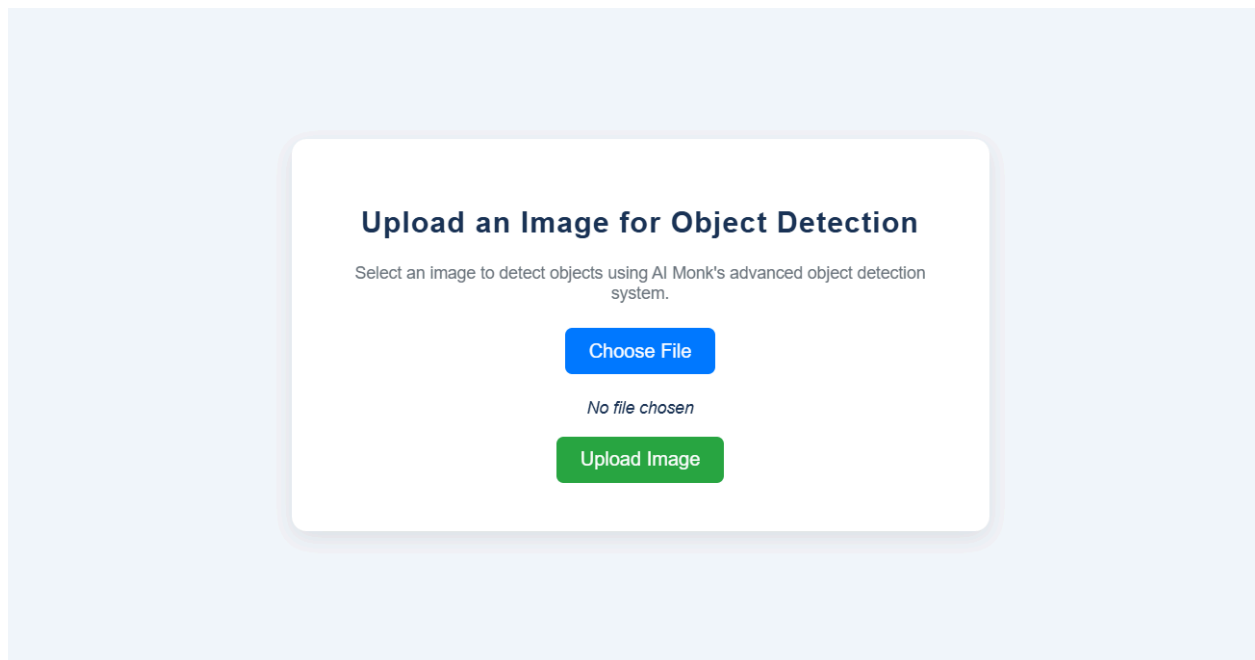 Upload an Image for Object Detection
Select an image to detect objects using AI Monk's advanced object detection
system.
Choose File
No file chosen
Upload Image